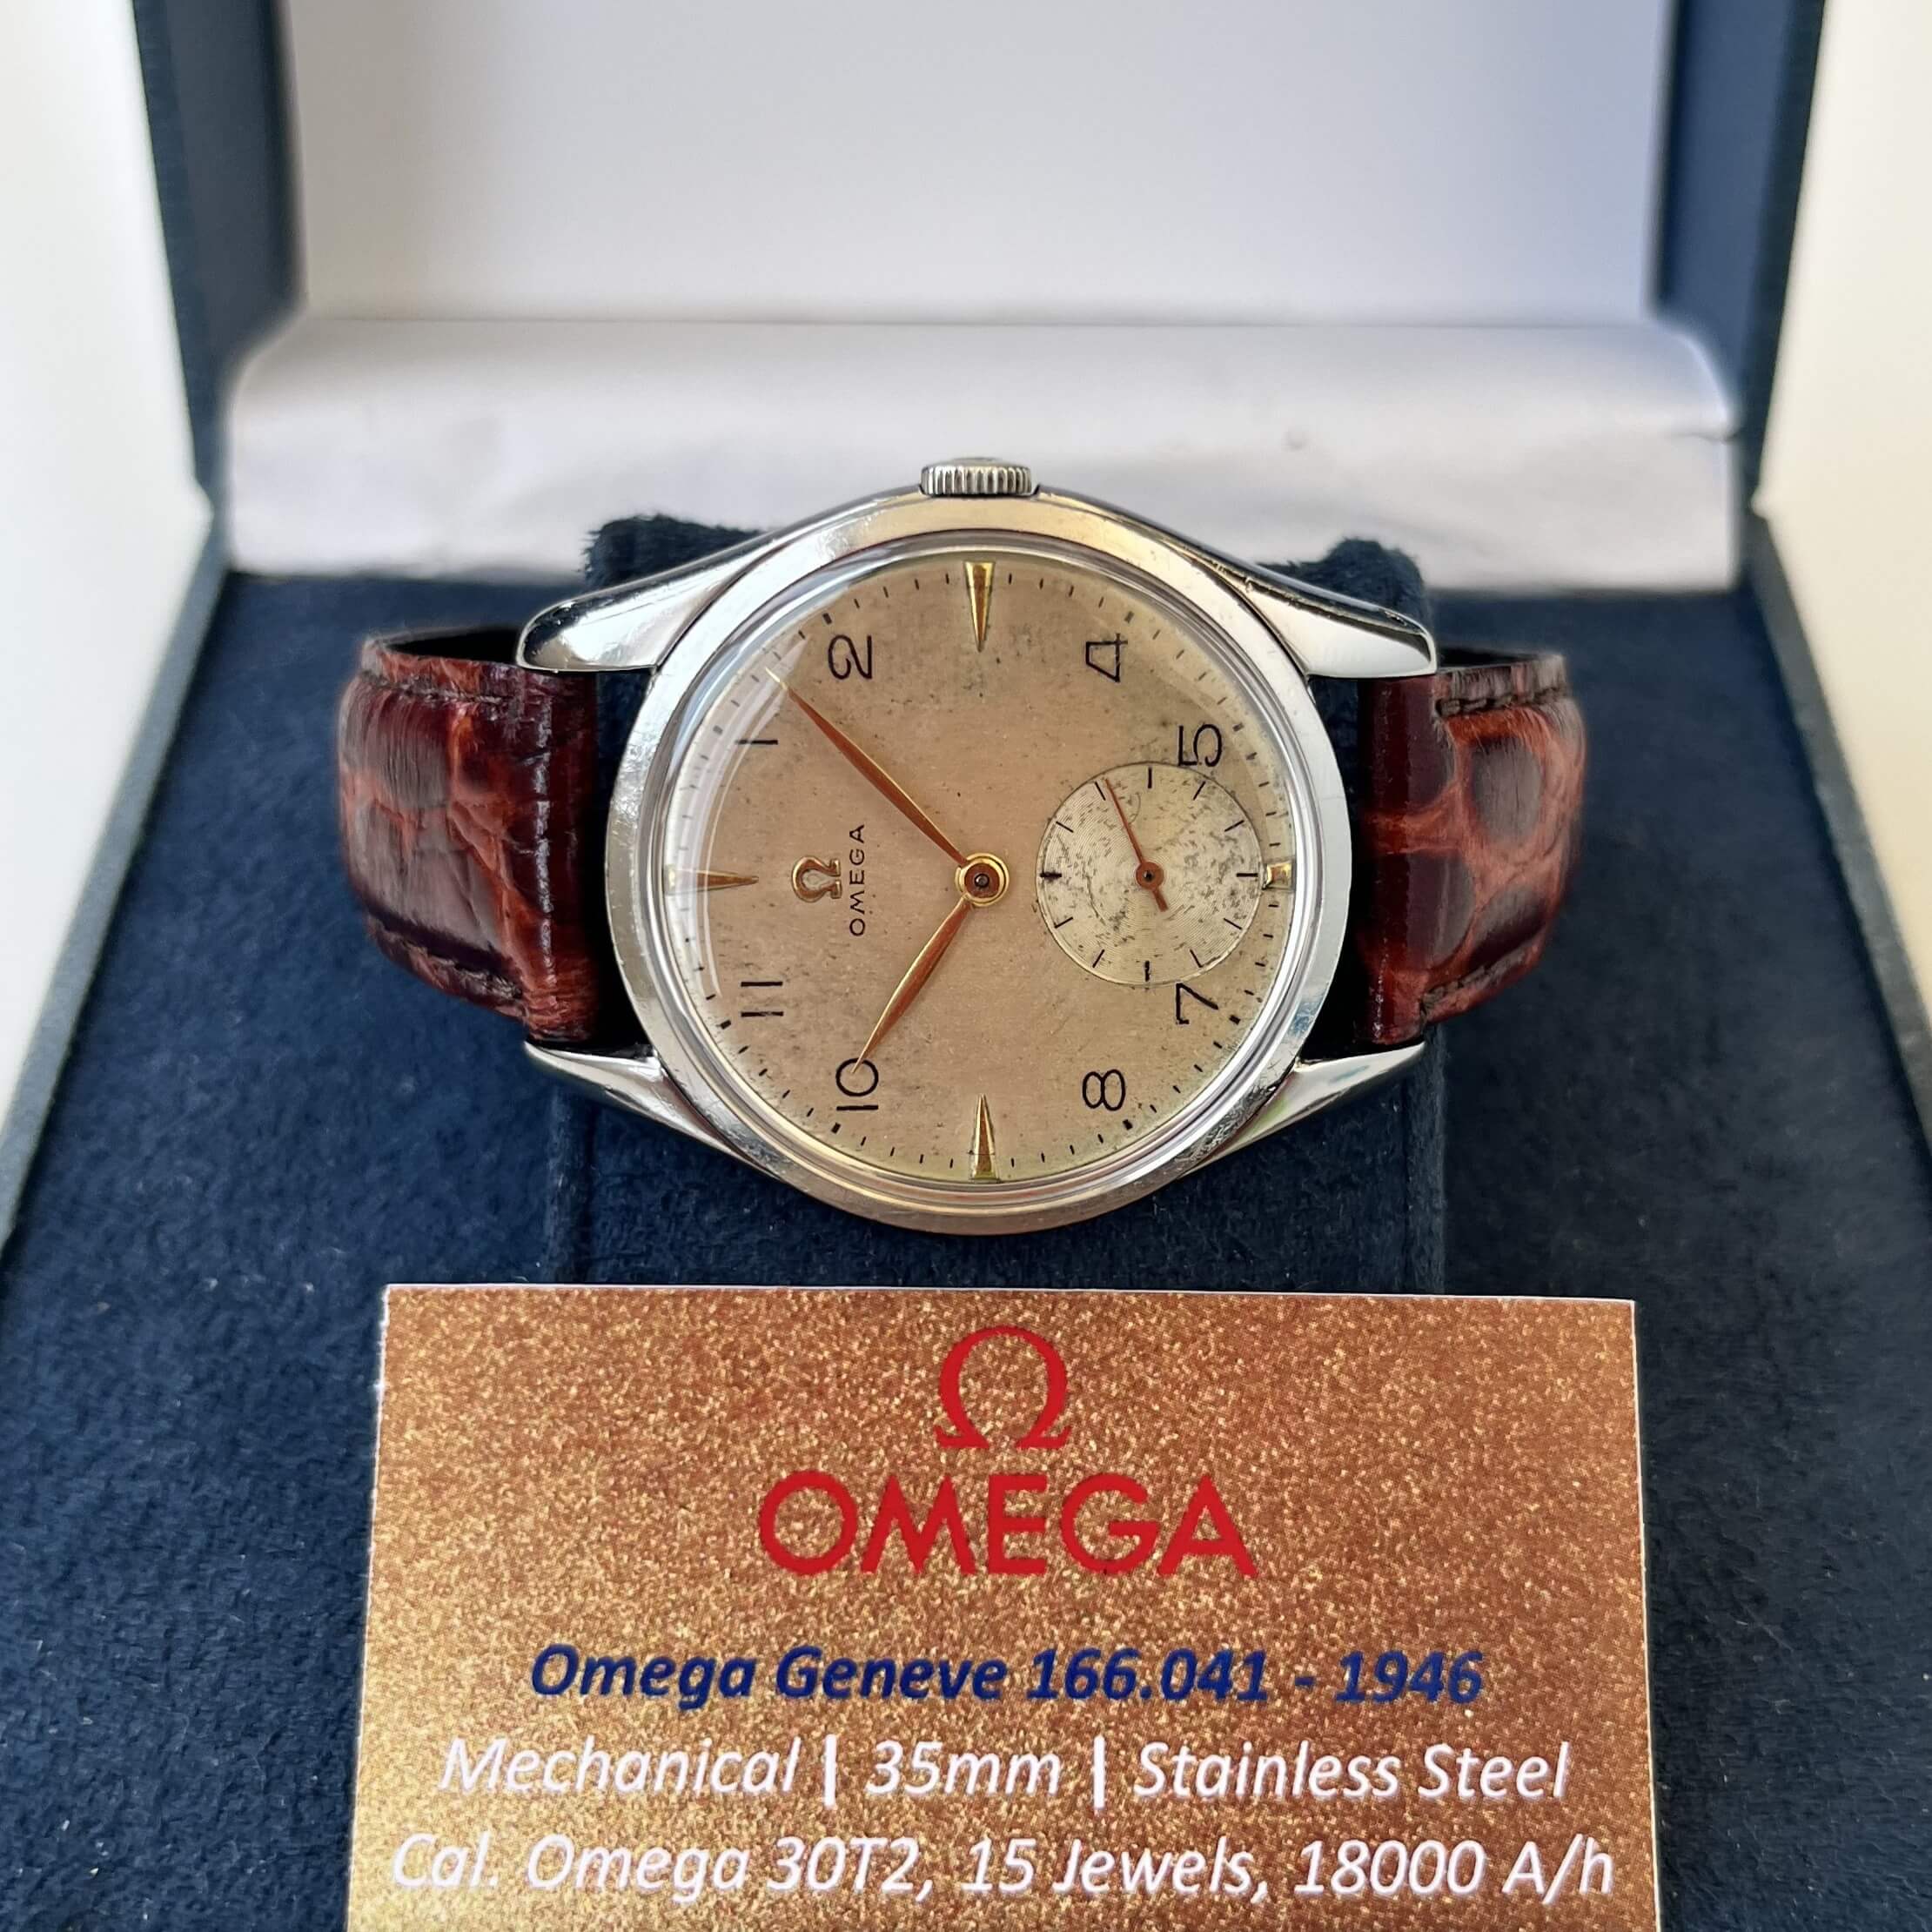 2
4
1
5
Ω
OMEGA
11
7
10
8
Ω
OMEGA
Omega Geneve 166.041 - 1946
Mechanical | 35mm | Stainless Steel
Cal. Omega 30T2, 15 Jewels, 18000 A/h